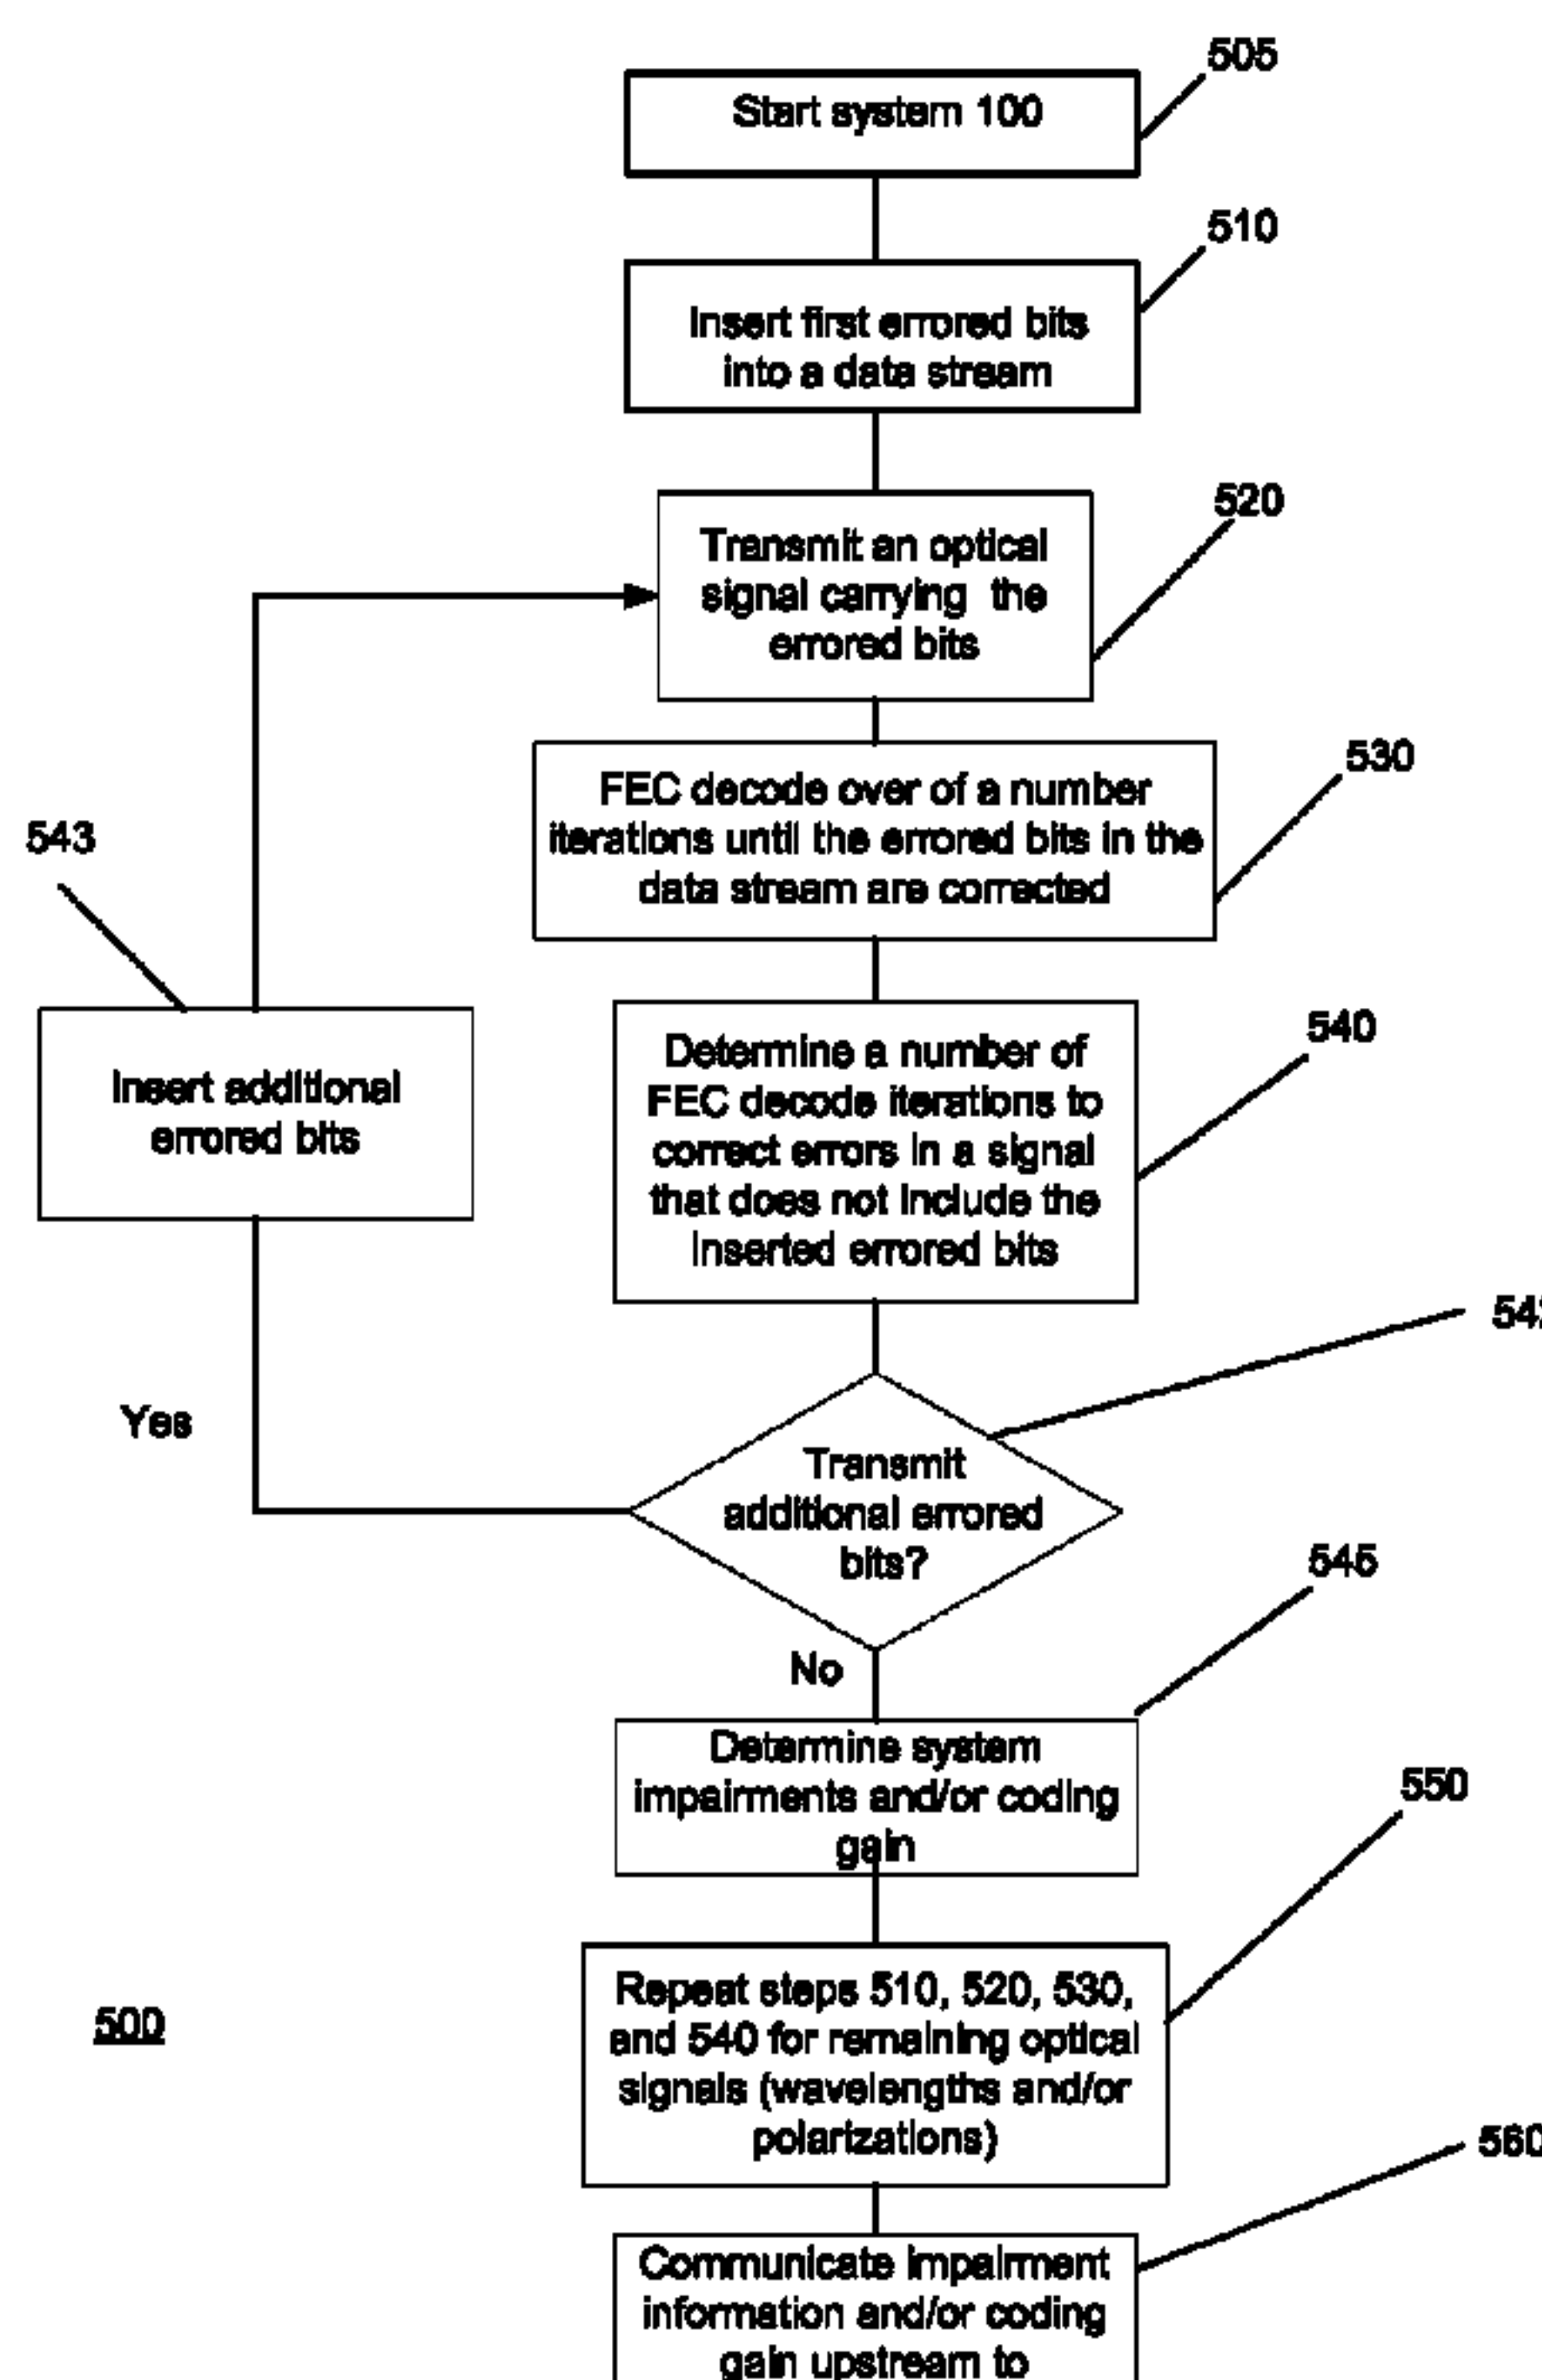 505
Start system 100
510
Insert first errored bits
into a data stream
520
Transmit an optical
signal carrying the
errored bits
530
FEC decode over of a number
iterations until the errored bits in the
data stream are corrected
543
Insert additional
errored bits
540
Determine a number of
FEC decode iterations to
correct errors in a signal
that does not include the
inserted errored bits
Yes
Transmit
additional errored
bits?
No
545
Determine system
impairments and/or coding
gain
550
Repeat steps 510, 520, 530,
and 540 for remaining optical
signals (wavelengths and/or
polarizations)
500
560
Communicate impairment
information and/or coding
gain upstream to